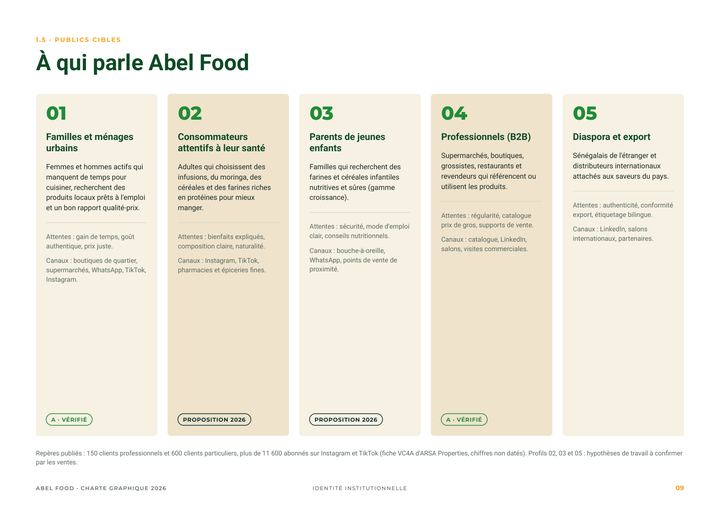 1.5 - PUBLICS CIBLES
À qui parle Abel Food
01
Familles et ménages
urbains
Femmes et hommes actifs qui
manquent de temps pour
cuisiner, recherchent des
produits locaux prêts à l'emploi
et un bon rapport qualité-prix.
Attentes : gain de temps, goût
authentique, prix juste.
Canaux : boutiques de quartier,
supermarchés, WhatsApp, TikTok,
Instagram.
A - VÉRIFIÉ
02
Consommateurs
attentifs à leur santé
Adultes qui choisissent des
infusions, du moringa, des
céréales et des farines riches
en protéines pour mieux
manger.
Attentes : bienfaits expliqués,
composition claire, naturalité.
Canaux : Instagram, TikTok,
pharmacies et épiceries fines.
PROPOSITION 2026
03
Parents de jeunes
enfants
Familles qui recherchent des
farines et céréales infantiles
nutritives et sûres (gamme
croissance).
Attentes : sécurité, mode d'emploi
clair, conseils nutritionnels.
Canaux : bouche-à-oreille,
WhatsApp, points de vente de
proximité.
PROPOSITION 2026
04
Professionnels (B2B)
Supermarchés, boutiques,
grossistes, restaurants et
revendeurs qui référencent ou
utilisent les produits.
Attentes : régularité, catalogue
prix de gros, supports de vente.
Canaux : catalogue, LinkedIn,
salons, visites commerciales.
A - VÉRIFIÉ
05
Diaspora et export
Sénégalais de l'étranger et
distributeurs internationaux
attachés aux saveurs du pays.
Attentes : authenticité, conformité
export, étiquetage bilingue.
Canaux : LinkedIn, salons
internationaux, partenaires.
Repères publiés : 150 clients professionnels et 600 clients particuliers, plus de 11 600 abonnés sur Instagram et TikTok (fiche VC4A d'ARSA Properties, chiffres non datés). Profils 02, 03 et 05 : hypothèses de travail à confirmer
par les ventes.
ABEL FOOD - CHARTE GRAPHIQUE 2026
IDENTITÉ INSTITUTIONNELLE
09